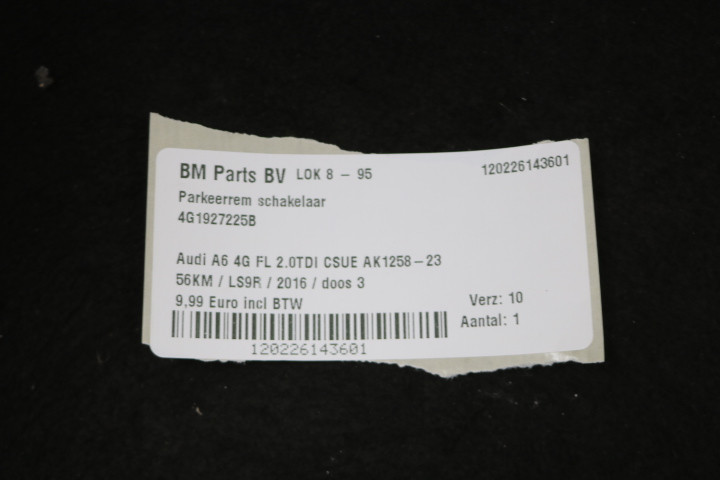 BM Parts BV LOK 8 - 95 120226143601
Parkeerrem schakelaar
4G1927225B
Audi A6 4G FL 2.0TDI CSUE AK1258-23
56KM / LS9R / 2016 / doos 3
9,99 Euro incl BTW Verz: 10
Aantal: 1
120226143601